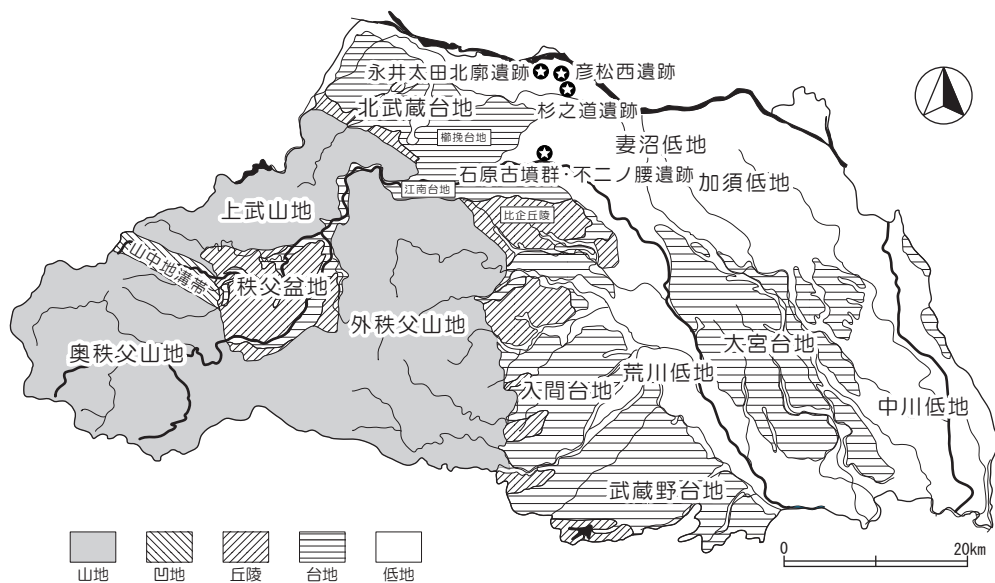 永井太田北廓遺跡
彦松西遺跡
北武蔵台地
杉之道遺跡
櫛挽台地
妻沼低地
石原古墳群・不二ノ腰遺跡
加須低地
江南台地
上武山地
比企丘陵
山中地溝帯
秩父盆地
外秩父山地
奥秩父山地
大宮台地
入間台地
荒川低地
中川低地
武蔵野台地
山地
凹地
丘陵
台地
低地
0
20km